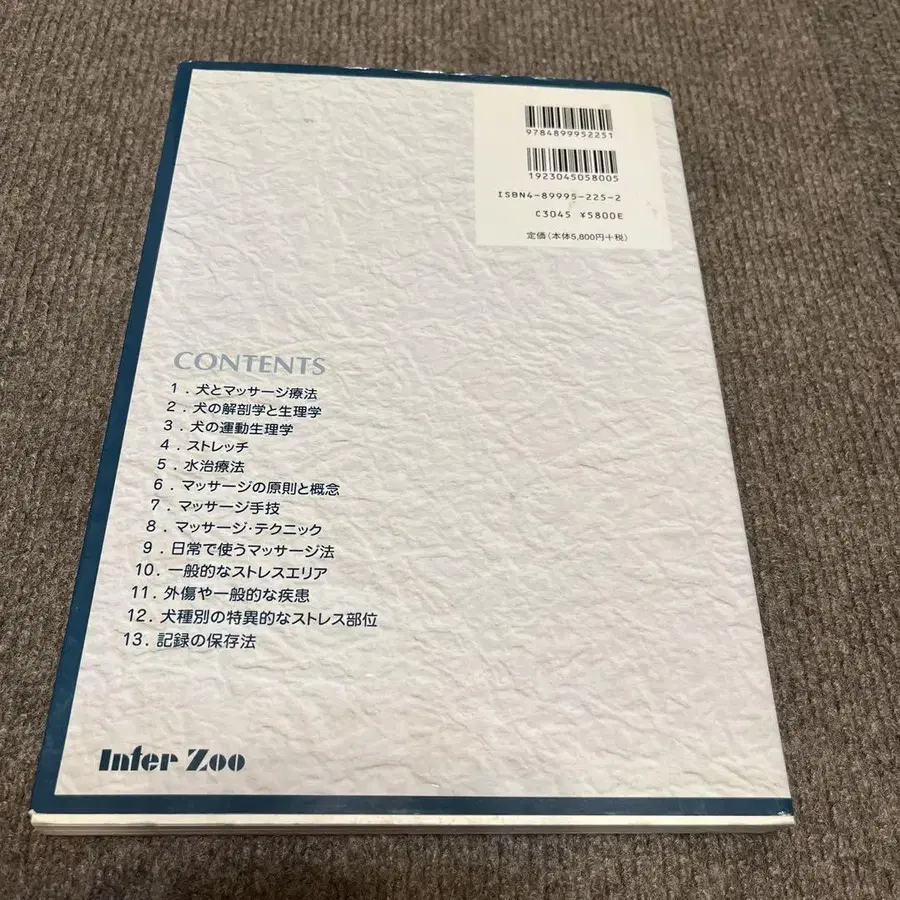 9784899952251
1923045058005
ISBN4-89995-225-2
C3045 ¥5800E
定価(本体5,800円+税)
CONTENTS
1．犬とマッサージ療法
2．犬の解剖学と生理学
3．犬の運動生理学
4．ストレッチ
5．水治療法
6．マッサージの原則と概念
7．マッサージ手技
8．マッサージ・テクニック
9．日常で使うマッサージ法
10．一般的なストレスエリア
11．外傷や一般的な疾患
12．犬種別の特異的なストレス部位
13．記録の保存法
Inter Zoo